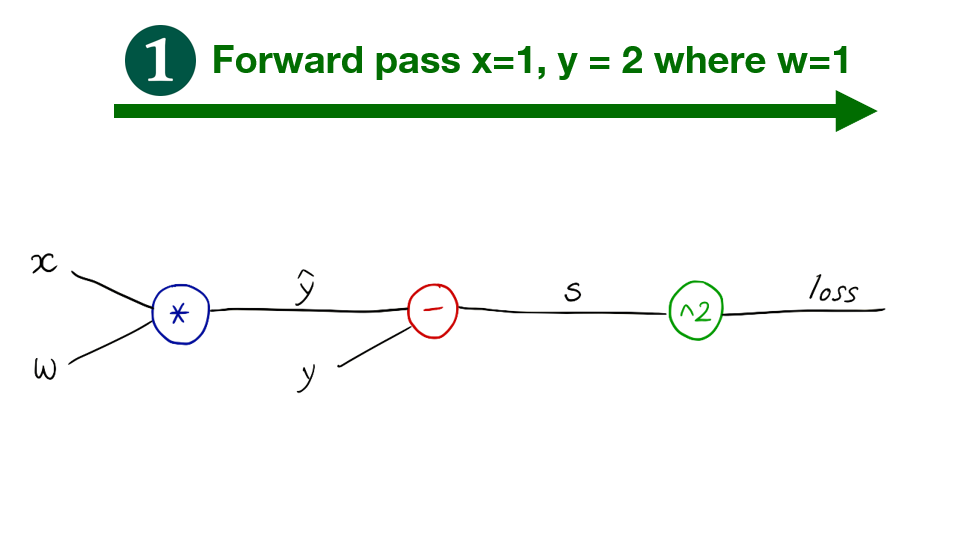 1 Forward pass x=1, y = 2 where w=1
x
w
*
ŷ
y
−
s
^2
loss